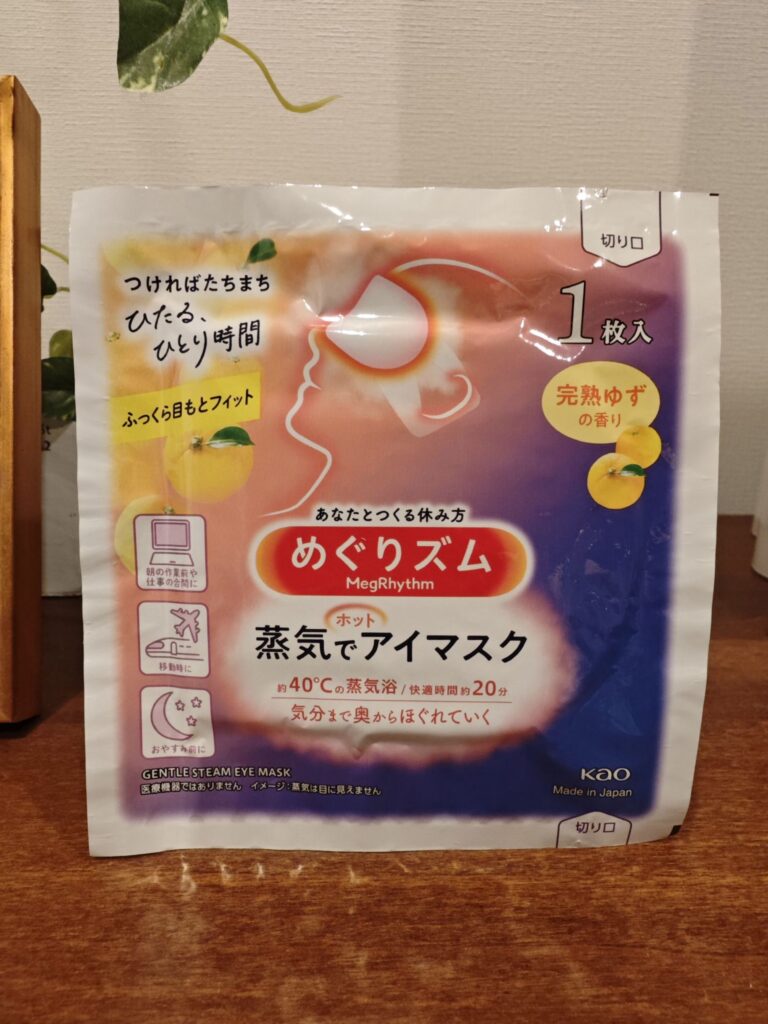 切り口
つければたちまち
ひたる、
ひとり時間
1枚入
ふっくら目もとフィット
完熟ゆず
の香り
あなたとつくる休み方
めぐりズム
MegRhythm
ホット
蒸気でアイマスク
約40℃の蒸気浴/快適時間約20分
気分まで奥からほぐれていく
朝の作業前や
仕事の合間に
移動時に
おやすみ前に
GENTLE STEAM EYE MASK
医療機器ではありません イメージ:蒸気は目に見えません
Kao
Made in Japan
切り口